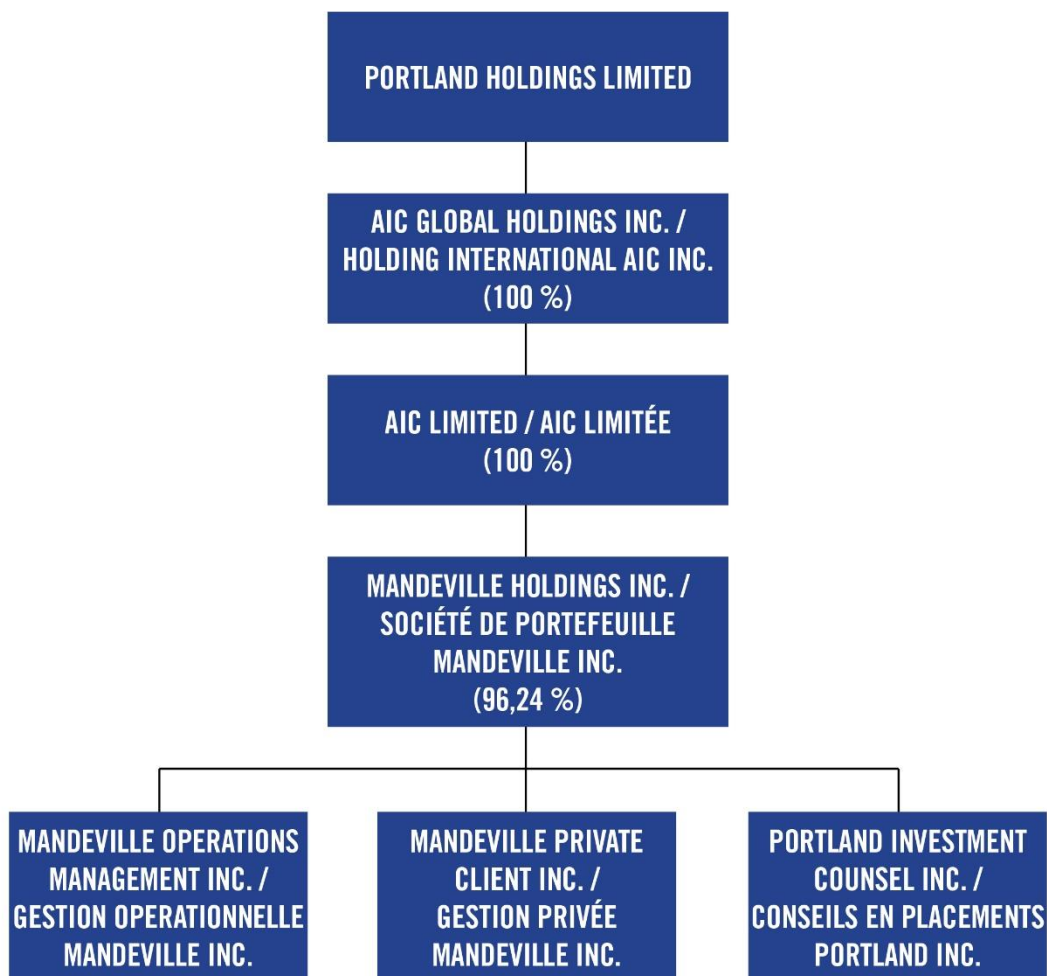 PORTLAND HOLDINGS LIMITED
AIC GLOBAL HOLDINGS INC. /
HOLDING INTERNATIONAL AIC INC.
(100 %)
AIC LIMITED / AIC LIMITÉE
(100 %)
MANDEVILLE HOLDINGS INC. /
SOCIÉTÉ DE PORTEFEUILLE
MANDEVILLE INC.
(96,24 %)
MANDEVILLE OPERATIONS
MANAGEMENT INC. /
GESTION OPERATIONNELLE
MANDEVILLE INC.
MANDEVILLE PRIVATE
CLIENT INC. /
GESTION PRIVÉE
MANDEVILLE INC.
PORTLAND INVESTMENT
COUNSEL INC. /
CONSEILS EN PLACEMENTS
PORTLAND INC.